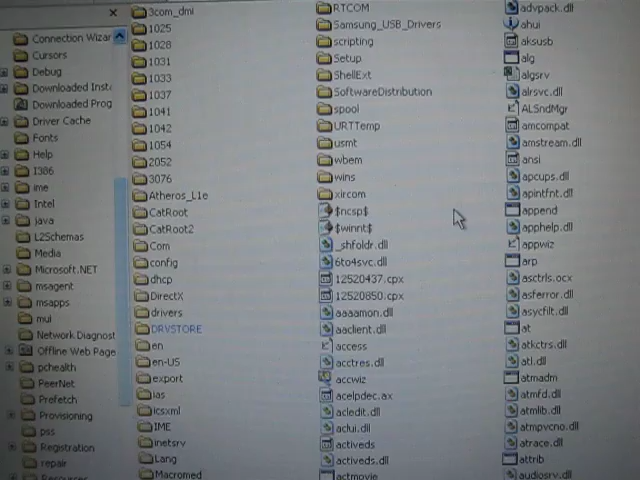 Connection Wizar
Cursors
Debug
Downloaded Inst
Downloaded Prog
Driver Cache
Fonts
Help
I386
ime
Intel
java
L2Schemas
Media
Microsoft.NET
msagent
msapps
mui
Network Diagnost
Offline Web Page
pchealth
PeerNet
Prefetch
Provisioning
pss
Registration
repair
Resources
3com_dmi
1025
1028
1031
1033
1037
1041
1042
1054
2052
3076
Atheros_L1e
CatRoot
CatRoot2
Com
config
dhcp
DirectX
drivers
DRVSTORE
en
en-US
export
ias
icsxml
IME
inetsrv
Lang
Macromed
RTCOM
Samsung_USB_Drivers
scripting
Setup
ShellExt
SoftwareDistribution
spool
URTTemp
usmt
wbem
wins
xircom
$ncsp$
$winnt$
_shfoldr.dll
6to4svc.dll
12520437.cpx
12520850.cpx
aaaamon.dll
aaclient.dll
access
acctres.dll
accwiz
acelpdec.ax
acledit.dll
aclui.dll
activeds
activeds.dll
actmovie
advpack.dll
ahui
aksusb
alg
algsrv
alrsvc.dll
ALSndMgr
amcompat
amstream.dll
ansi
apcups.dll
apintfnt.dll
append
apphelp.dll
appwiz
arp
asctrls.ocx
asferror.dll
asycfilt.dll
at
atkctrs.dll
atl.dll
atmadm
atmfd.dll
atmlib.dll
atmpvcno.dll
atrace.dll
attrib
audiosrv.dll